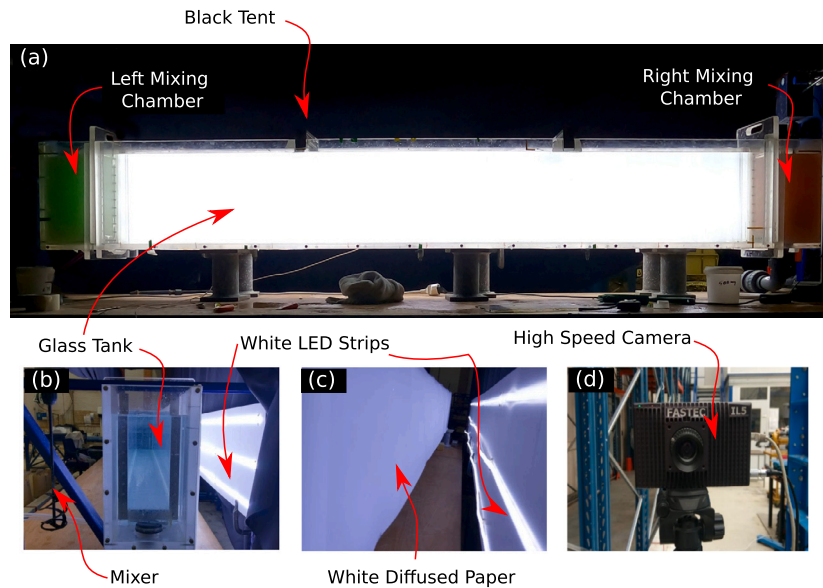 Black Tent
(a)
Left Mixing
Chamber
Right Mixing
Chamber
Glass Tank
White LED Strips
High Speed Camera
(b)
(c)
(d)
FASTEC
IL5
Mixer
White Diffused Paper